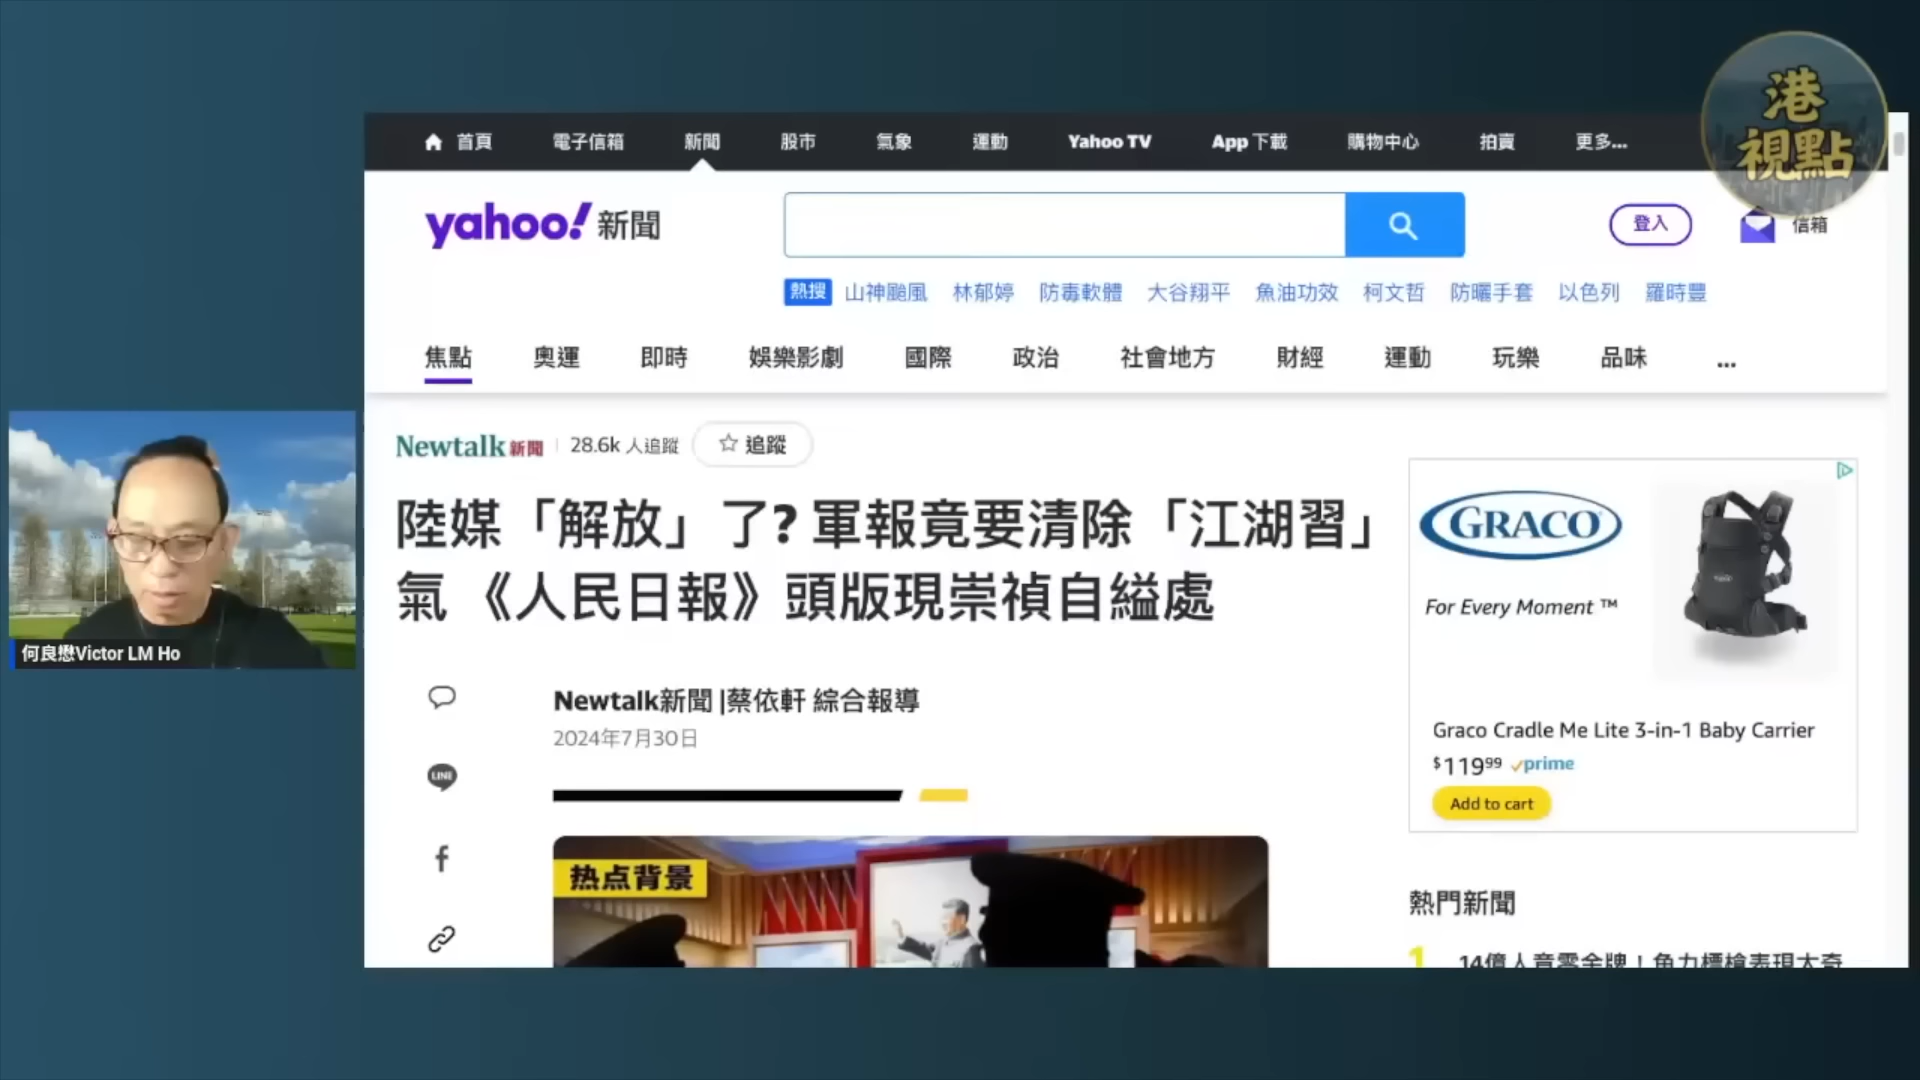 港
視點
首頁 電子信箱 新聞 股市 氣象 運動 Yahoo TV App 下載 購物中心 拍賣 更多...
yahoo! 新聞
登入
信箱
熱搜 山神颱風 林郁婷 防毒軟體 大谷翔平 魚油功效 柯文哲 防曬手套 以色列 羅時豐
焦點 奧運 即時 娛樂影劇 國際 政治 社會地方 財經 運動 玩樂 品味 ...
Newtalk新聞 28.6k 人追蹤 ☆ 追蹤
陸媒「解放」了? 軍報竟要清除「江湖習」
氣 《人民日報》頭版現崇禎自縊處
Newtalk新聞 |蔡依軒 綜合報導
2024年7月30日
LINE
热点背景
何良懋Victor LM Ho
GRACO
For Every Moment ™
Graco Cradle Me Lite 3-in-1 Baby Carrier
$119⁹⁹ prime
Add to cart
熱門新聞
1